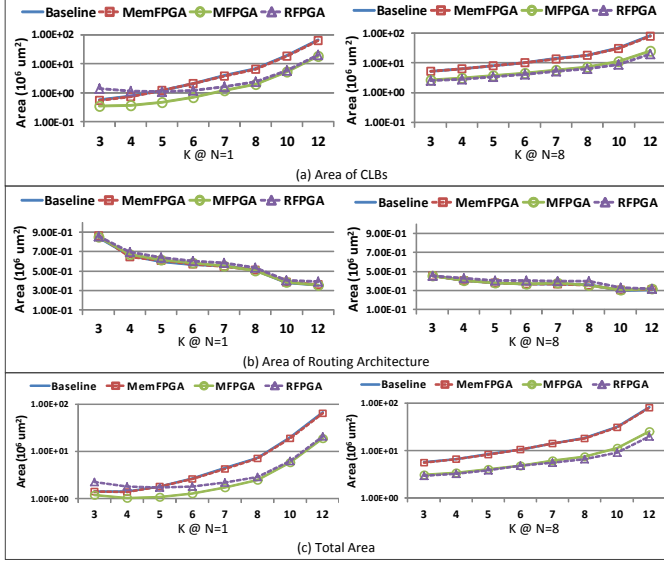 Baseline MemFPGA MFPGA RFPGA
Area (10⁶ um²)
1.00E+02
1.00E+01
1.00E+00
1.00E-01
3 4 5 6 7 8 10 12
K @ N=1
Baseline MemFPGA MFPGA RFPGA
Area (10⁶ um²)
1.00E+02
1.00E+01
1.00E+00
1.00E-01
3 4 5 6 7 8 10 12
K @ N=8
(a) Area of CLBs
Baseline MemFPGA MFPGA RFPGA
Area (10⁶ um²)
9.00E-01
7.00E-01
5.00E-01
3.00E-01
1.00E-01
3 4 5 6 7 8 10 12
K @ N=1
Baseline MemFPGA MFPGA RFPGA
Area (10⁶ um²)
9.00E-01
7.00E-01
5.00E-01
3.00E-01
1.00E-01
3 4 5 6 7 8 10 12
K @ N=8
(b) Area of Routing Architecture
Baseline MemFPGA MFPGA RFPGA
Area (10⁶ um²)
1.00E+02
1.00E+01
1.00E+00
3 4 5 6 7 8 10 12
K @ N=1
Baseline MemFPGA MFPGA RFPGA
Area (10⁶ um²)
1.00E+02
1.00E+01
1.00E+00
3 4 5 6 7 8 10 12
K @ N=8
(c) Total Area